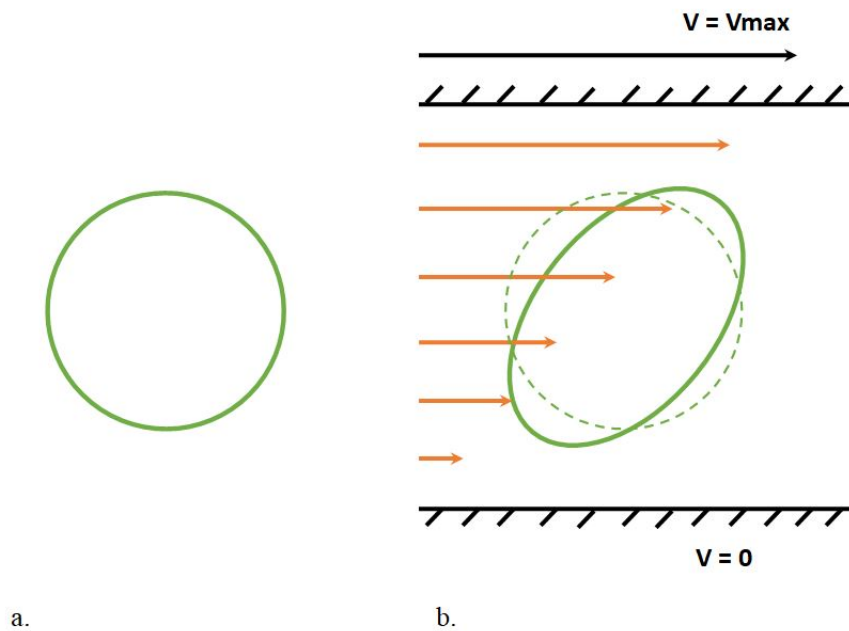 V = Vmax
V = 0
a.
b.